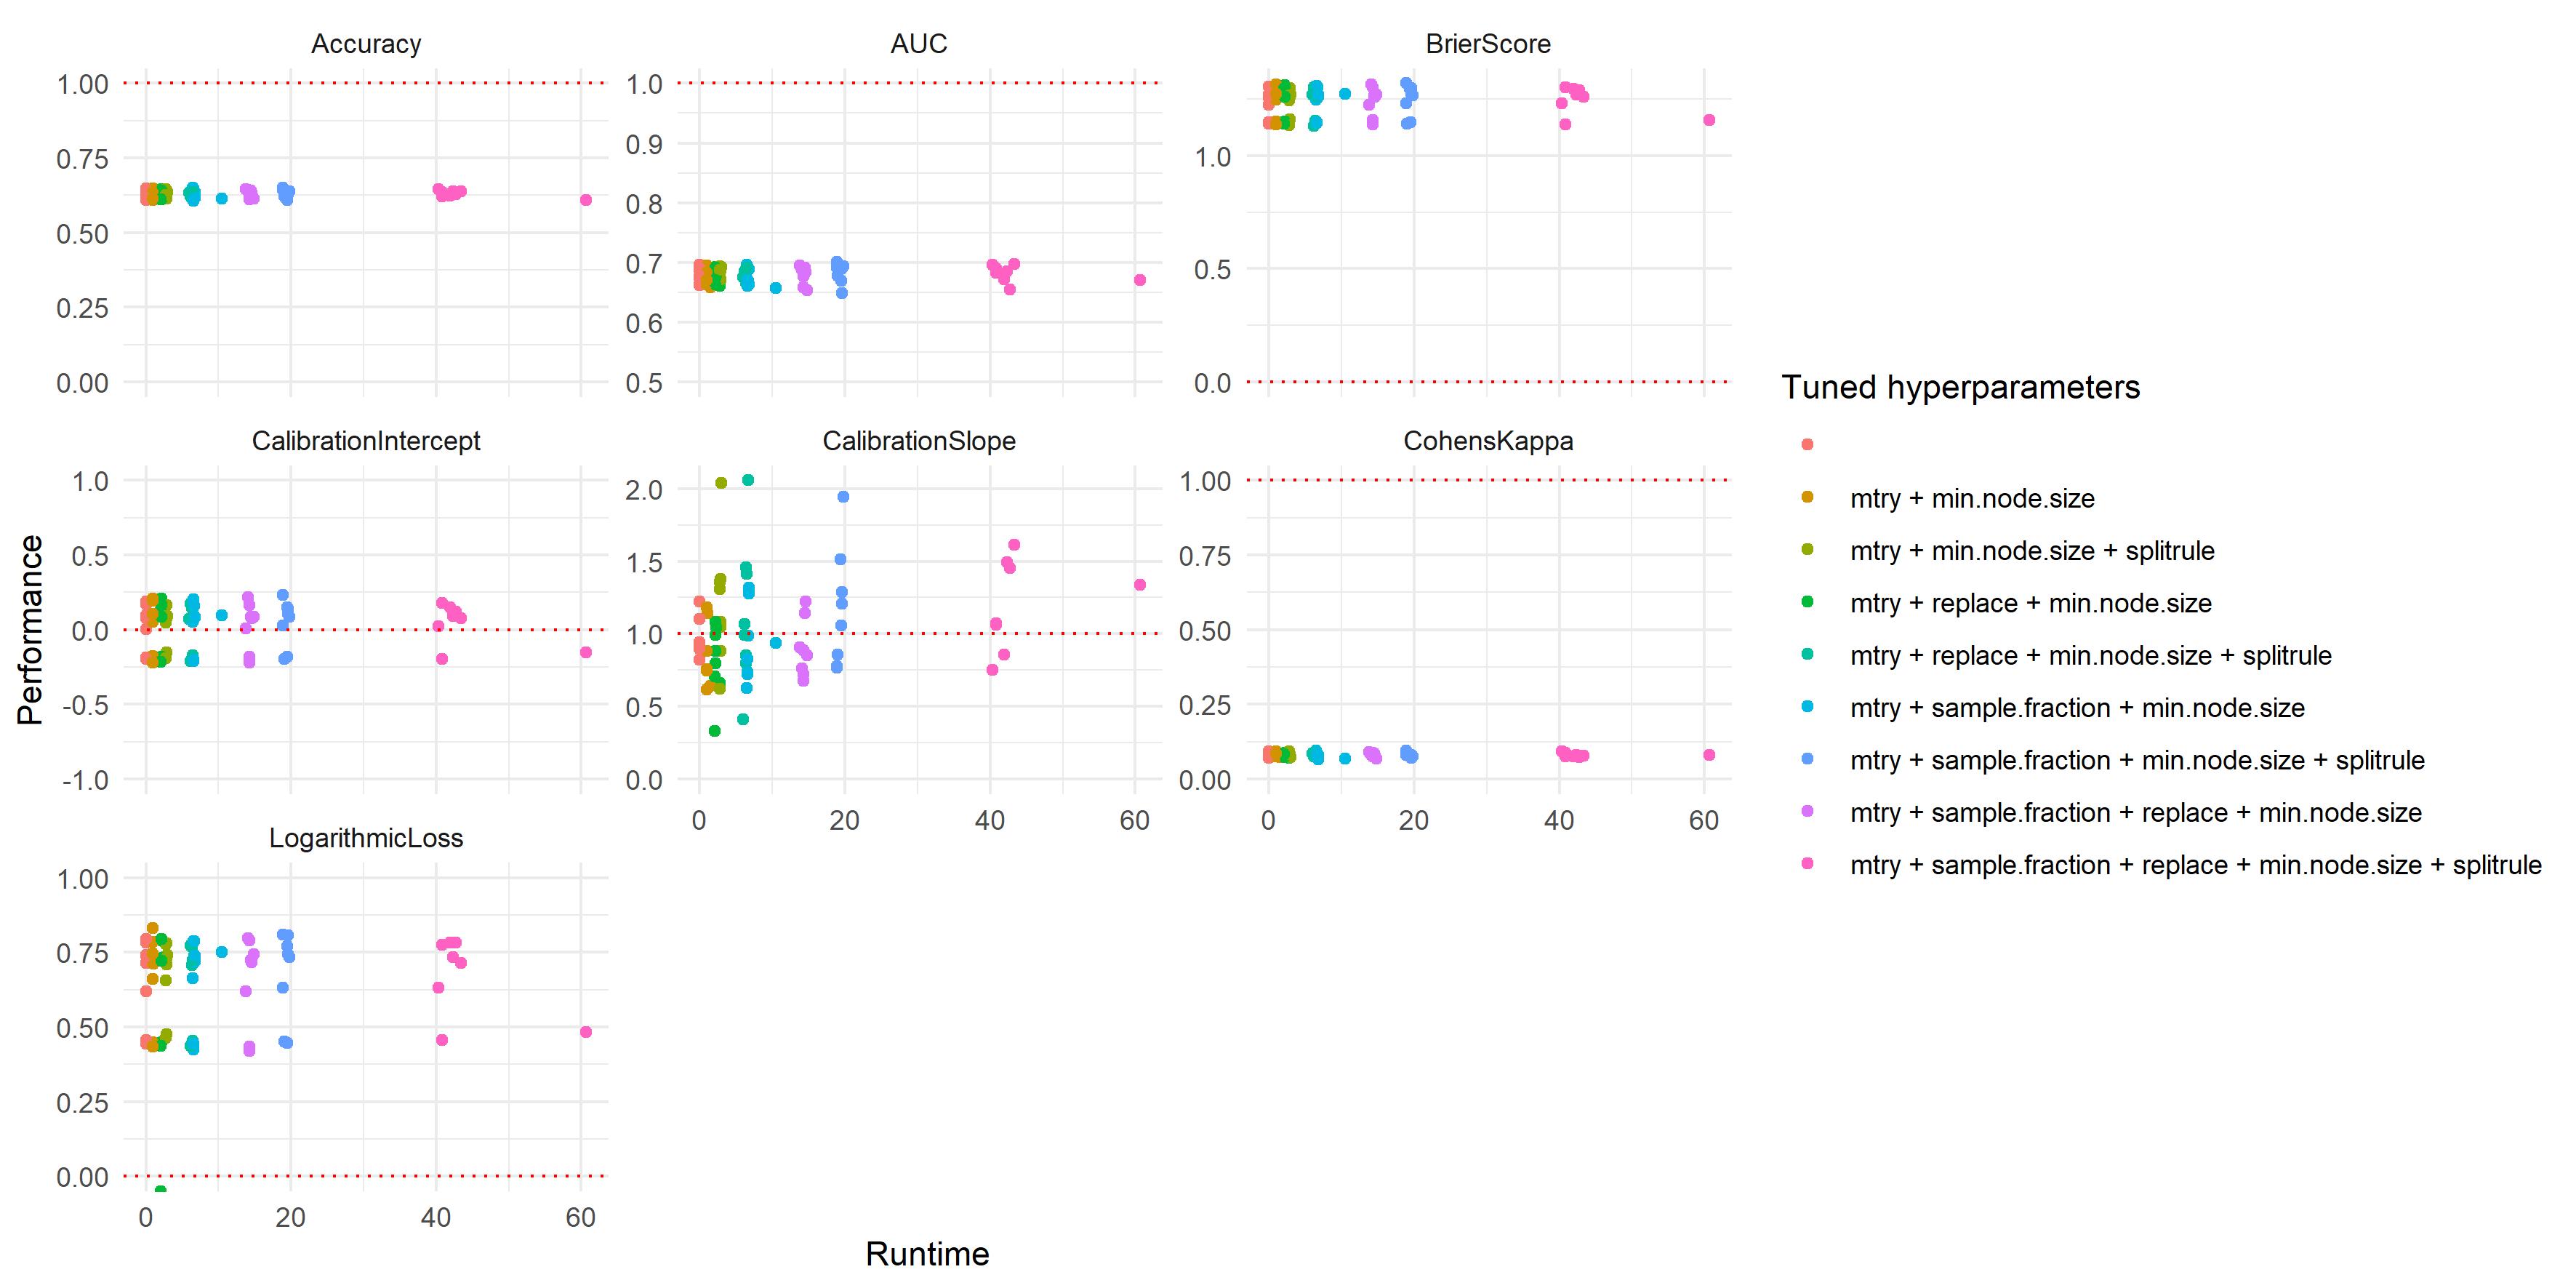 Accuracy
AUC
BrierScore
1.00
0.75
0.50
0.25
0.00
1.0
0.9
0.8
0.7
0.6
0.5
1.0
0.5
0.0
CalibrationIntercept
CalibrationSlope
CohensKappa
1.0
0.5
0.0
-0.5
-1.0
2.0
1.5
1.0
0.5
0.0
1.00
0.75
0.50
0.25
0.00
0 20 40 60
0 20 40 60
LogarithmicLoss
1.00
0.75
0.50
0.25
0.00
0 20 40 60
Performance
Runtime
Tuned hyperparameters
mtry + min.node.size
mtry + min.node.size + splitrule
mtry + replace + min.node.size
mtry + replace + min.node.size + splitrule
mtry + sample.fraction + min.node.size
mtry + sample.fraction + min.node.size + splitrule
mtry + sample.fraction + replace + min.node.size
mtry + sample.fraction + replace + min.node.size + splitrule